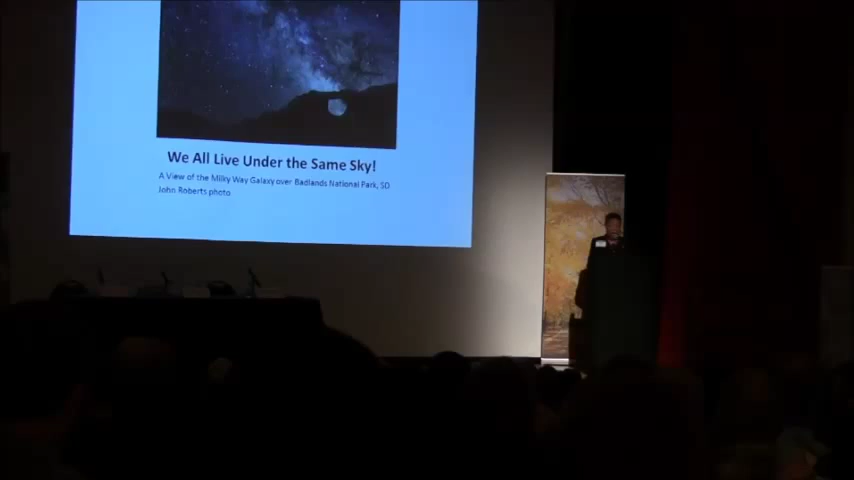 We All Live Under the Same Sky!
A View of the Milky Way Galaxy over Badlands National Park, SD
John Roberts photo